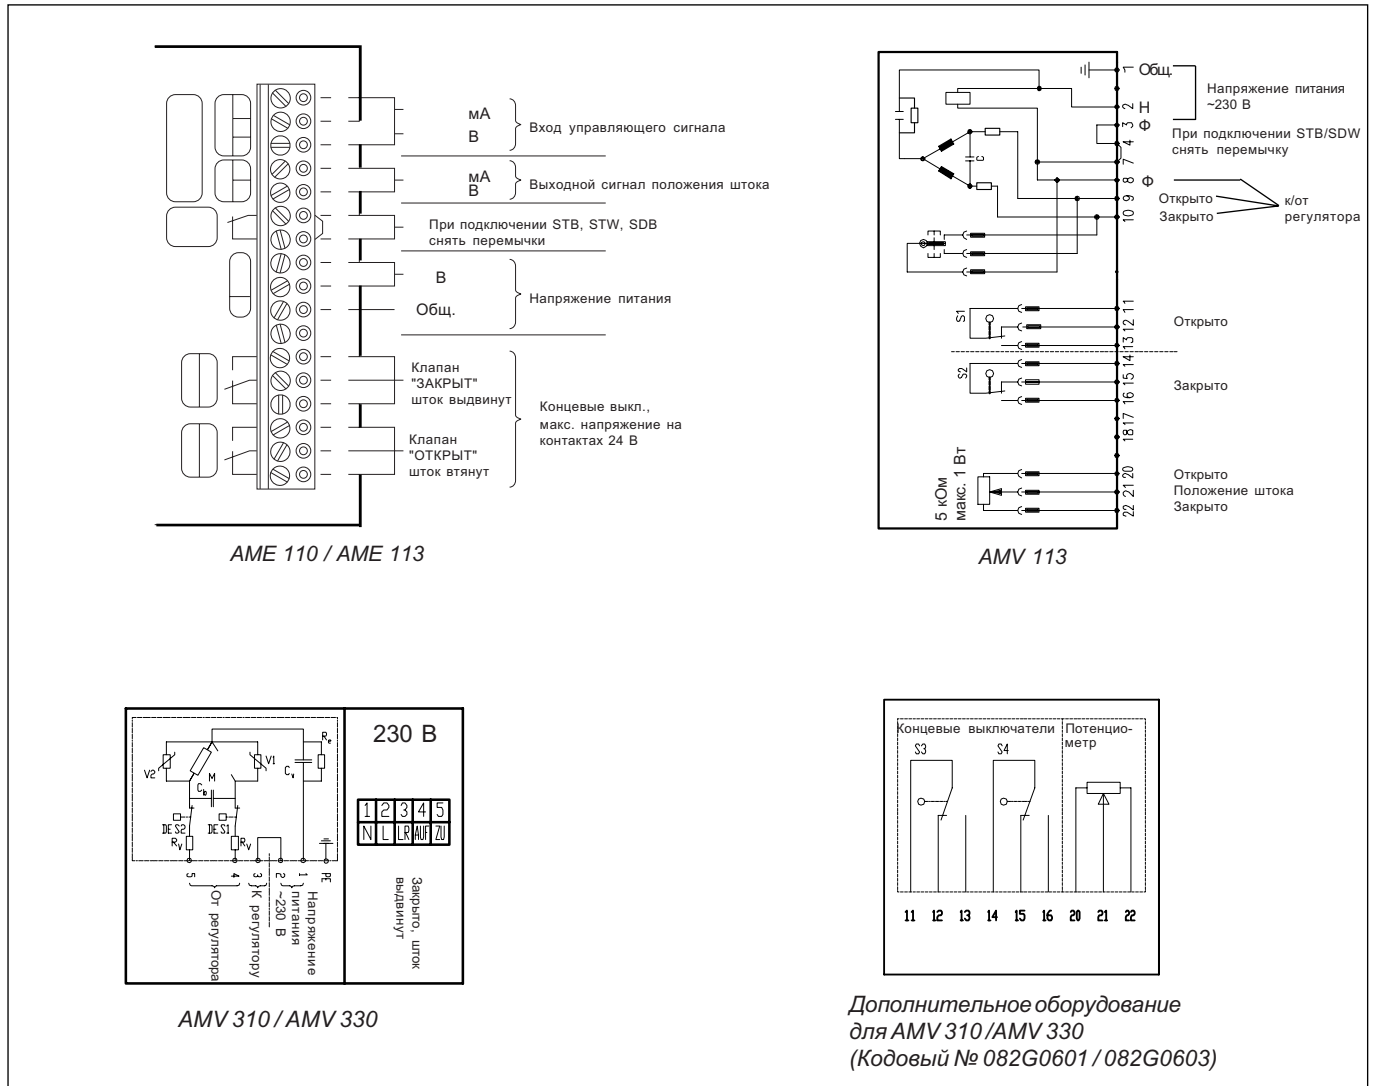 мА
В
Вход управляющего сигнала
мА
В
Выходной сигнал положения штока
При подключении STB, STW, SDB
снять перемычки
В
Общ.
Напряжение питания
Клапан
"ЗАКРЫТ"
шток выдвинут
Концевые выкл.,
макс. напряжение на
контактах 24 В
Клапан
"ОТКРЫТ"
шток втянут
AME 110 / AME 113
1 Общ.
2 Н
3 Ф
4
7
8 Ф
9
10
Напряжение питания
~230 В
При подключении STB/SDW
снять перемычку
Открыто
Закрыто
к/от
регулятора
C
S1
11
12
13
Открыто
S2
14
15
16
Закрыто
17
18
5 кОм
макс. 1 Вт
20 Открыто
21 Положение штока
22 Закрыто
AMV 113
230 В
V2
V1
M
Cb
Cv
Re
DES2
DES1
Rv
Rv
5 4 3 2 1 PE
От регулятора
К регулятору
~230 В
питания
Напряжение
1 2 3 4 5
N L LR AUF ZU
Закрыто, шток
выдвинут
AMV 310 / AMV 330
Концевые выключатели
Потенцио-
метр
S3
S4
11 12 13 14 15 16 20 21 22
Дополнительное оборудование
для AMV 310 /AMV 330
(Кодовый № 082G0601 / 082G0603)